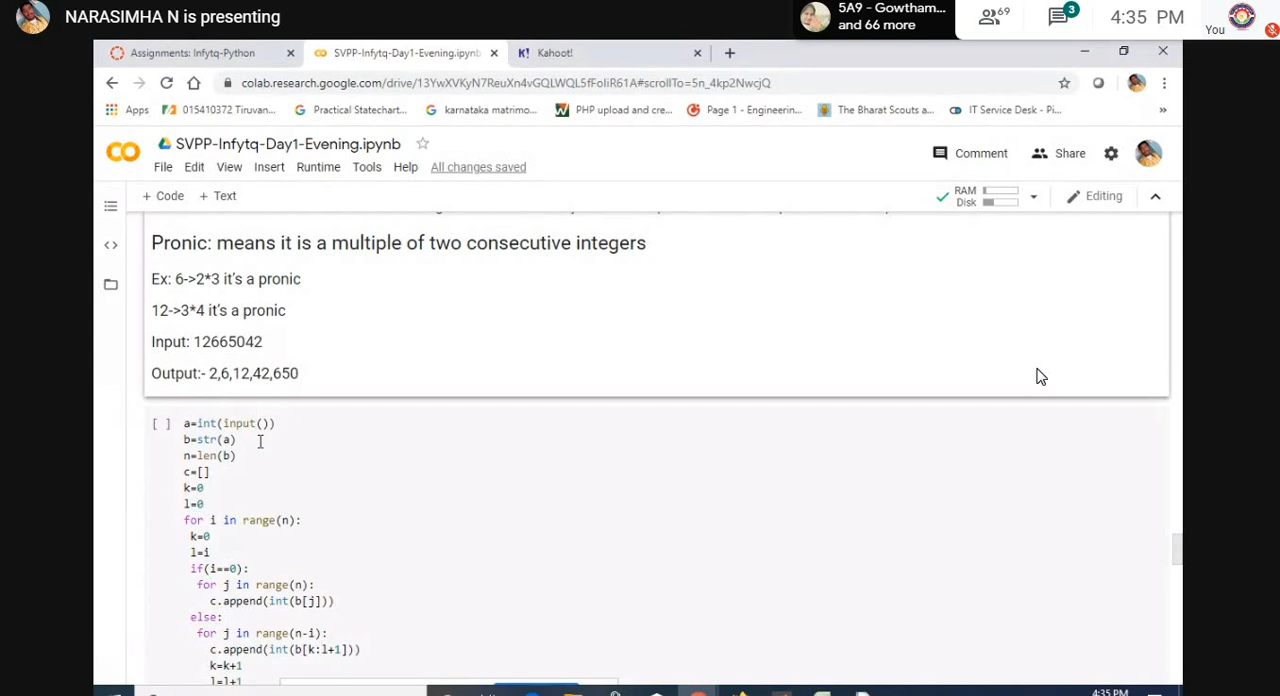 NARASIMHA N is presenting
5A9 - Gowtham...
and 66 more
69
3
4:35 PM
You
Assignments: Infytq-Python
SVPP-Infytq-Day1-Evening.ipynb
K! Kahoot!
colab.research.google.com/drive/13YwXVKyN7ReuXn4vGQLWQL5fFoIiR61A#scrollTo=5n_4kp2NwcjQ
Apps
015410372 Tiruvan...
Practical Statechart...
karnataka matrimo...
PHP upload and cre...
Page 1 - Engineerin...
The Bharat Scouts a...
IT Service Desk - Pi...
»
CO
SVPP-Infytq-Day1-Evening.ipynb
Comment
Share
File Edit View Insert Runtime Tools Help All changes saved
+ Code + Text
RAM
Disk
Editing
Pronic: means it is a multiple of two consecutive integers
Ex: 6->2*3 it's a pronic
12->3*4 it's a pronic
Input: 12665042
Output:- 2,6,12,42,650
[ ] a=int(input())
b=str(a)
n=len(b)
c=[]
k=0
l=0
for i in range(n):
k=0
l=i
if(i==0):
for j in range(n):
c.append(int(b[j]))
else:
for j in range(n-i):
c.append(int(b[k:l+1]))
k=k+1
l=l+1
4:35 PM